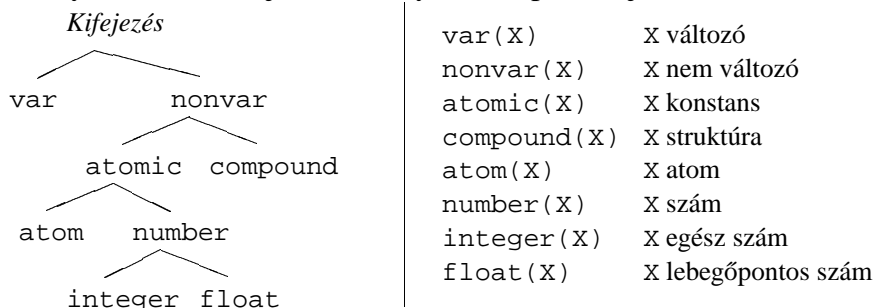 Kifejezés
var nonvar
atomic compound
atom number
integer float
var(X) X változó
nonvar(X) X nem változó
atomic(X) X konstans
compound(X) X struktúra
atom(X) X atom
number(X) X szám
integer(X) X egész szám
float(X) X lebegőpontos szám